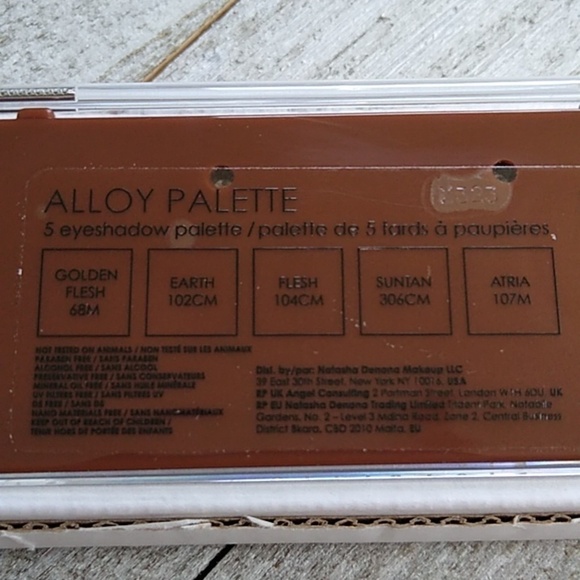 ALLOY PALETTE
5 eyeshadow palette / palette de 5 fards à paupières
GOLDEN
FLESH
68M
EARTH
102CM
FLESH
104CM
SUNTAN
306CM
ATRIA
107M
NOT TESTED ON ANIMALS / NON TESTÉ SUR LES ANIMAUX
PARABEN FREE / SANS PARABEN
ALCOHOL FREE / SANS ALCOOL
PRESERVATIVE FREE / SANS CONSERVATEURS
MINERAL OIL FREE / SANS HUILE MINÉRALE
UV FILTERS FREE / SANS FILTRES UV
FREE / SANS
NANO MATERIALS FREE / SANS NANOMATÉRIAUX
KEEP OUT OF REACH OF CHILDREN /
TENIR HORS DE PORTÉE DES ENFANTS
Dist. by/par: Natasha Denona Makeup LLC
39 East 30th Street, New York NY 10016, USA
RP UK Angel Consulting 2 Portman Street, London W1H 6DU, UK
RP EU Natasha Denona Trading Limited Trident Park, Notabile
Gardens, No. 2 – Level 3 Mdina Road, Zone 2, Central Business
District Bkara, CBD 2010 Malta, EU